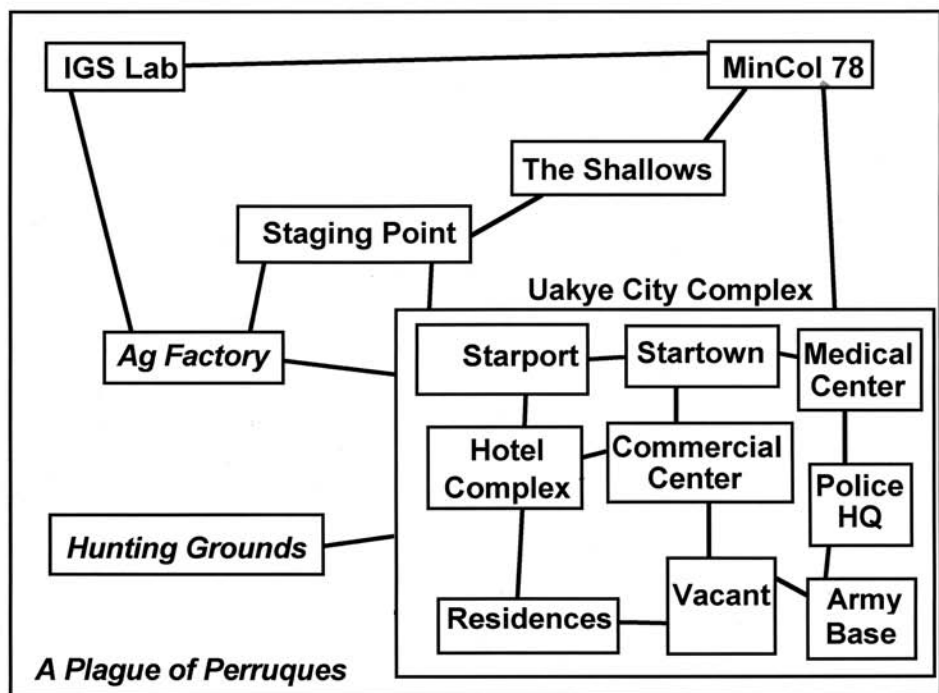 IGS Lab
MinCol 78
The Shallows
Staging Point
Uakye City Complex
Ag Factory
Starport
Startown
Medical
Center
Hotel
Complex
Commercial
Center
Police
HQ
Hunting Grounds
Residences
Vacant
Army
Base
A Plague of Perruques